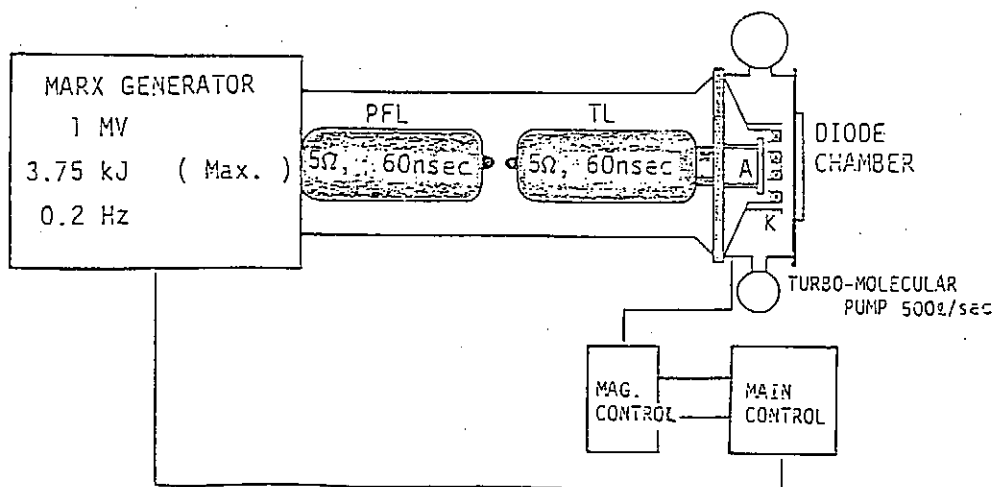 MARX GENERATOR
1 MV
3.75 kJ ( Max. )
0.2 Hz
PFL
5Ω, 60nsec
TL
5Ω, 60nsec
A
K
DIODE
CHAMBER
TURBO-MOLECULAR
PUMP 500ℓ/sec
MAG.
CONTROL
MAIN
CONTROL